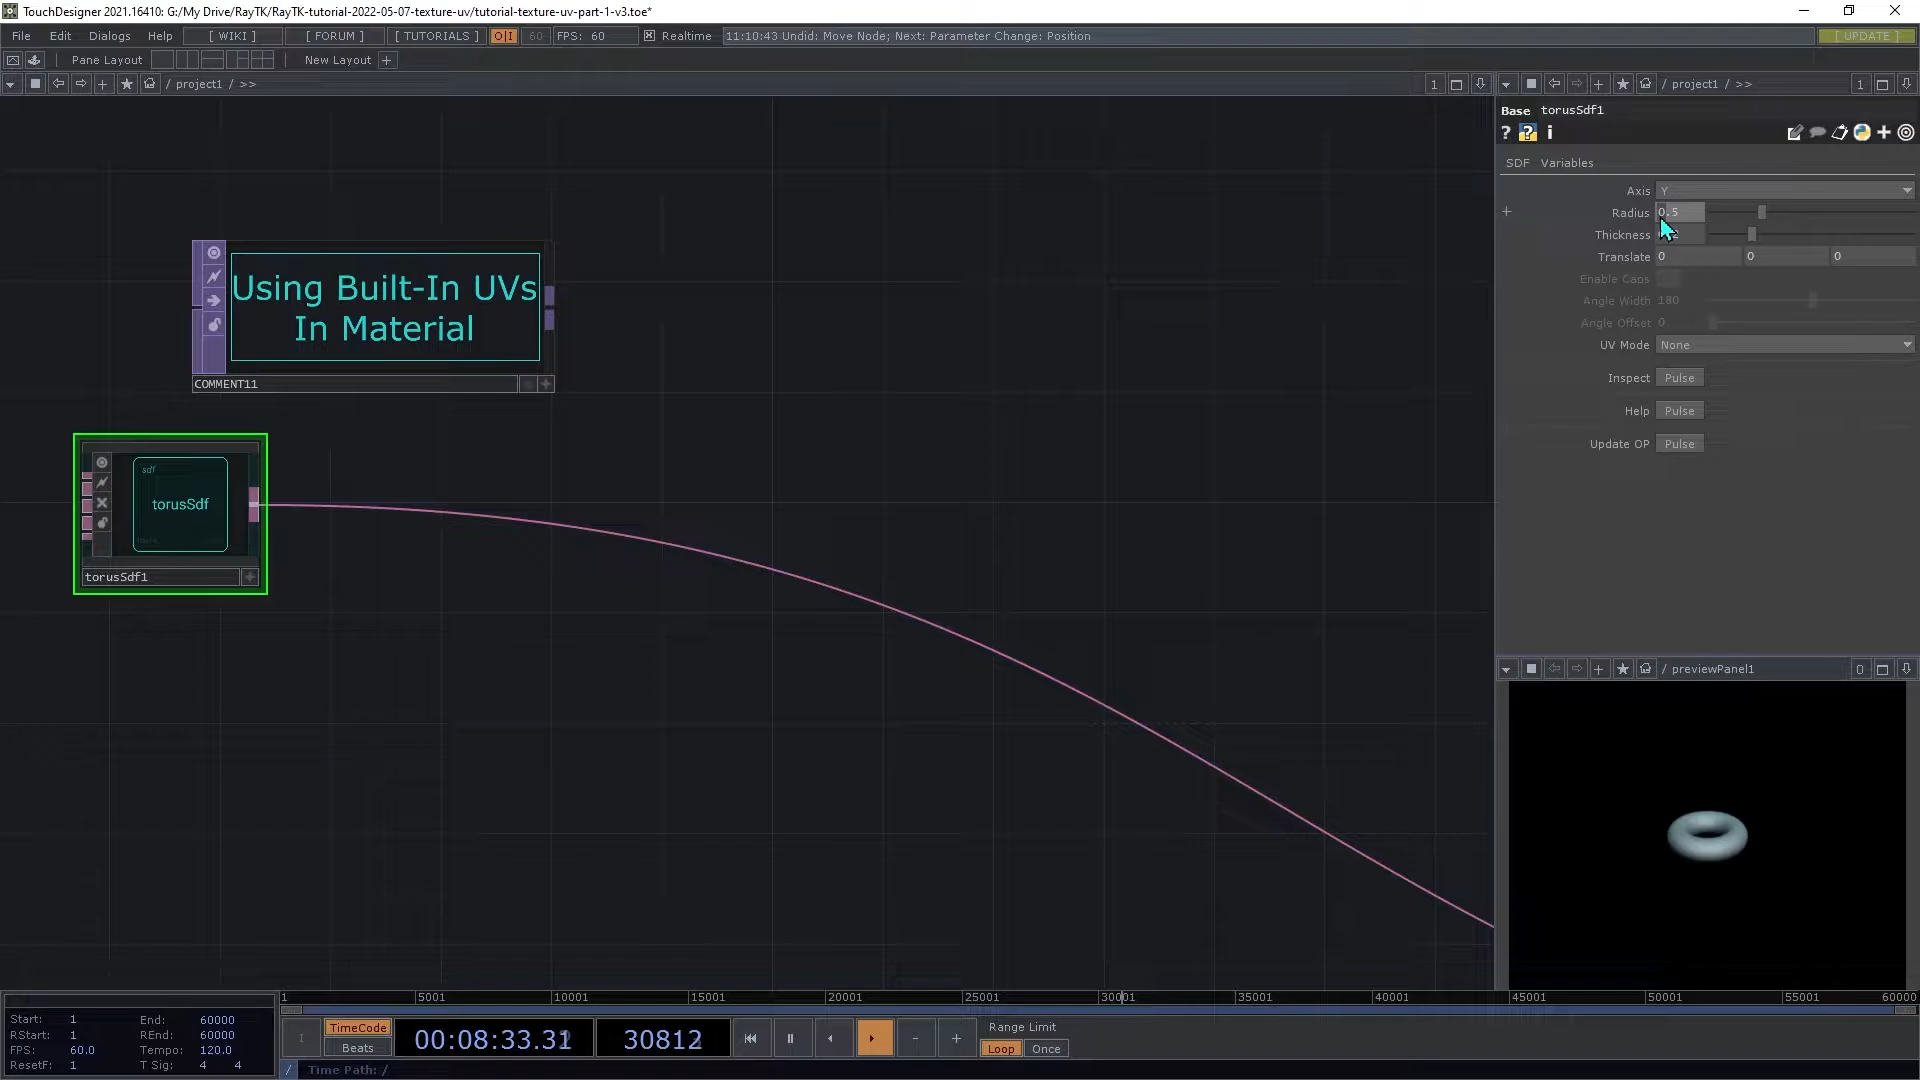 TouchDesigner 2021.16410: G:/My Drive/RayTK/RayTK-tutorial-2022-05-07-texture-uv/tutorial-texture-uv-part-1-v3.toe*
File Edit Dialogs Help [ WIKI ] [ FORUM ] [ TUTORIALS ] O|I 60 FPS: 60 Realtime 11:10:43 Undid: Move Node; Next: Parameter Change: Position [ UPDATE ]
Pane Layout New Layout +
/ project1 / >> 1
/ project1 / >> 1
Base torusSdf1
? ? i
SDF Variables
Axis Y
+ Radius 0.5
Thickness
Translate 0 0 0
Enable Caps
Angle Width 180
Angle Offset 0
UV Mode None
Inspect Pulse
Help Pulse
Update OP Pulse
Using Built-In UVs
In Material
COMMENT11
sdf
torusSdf
torusSdf1
/ previewPanel1 0
1 5001 10001 15001 20001 25001 30001 35001 40001 45001 50001 55001 60000
Start: 1 End: 60000
RStart: 1 REnd: 60000
FPS: 60.0 Tempo: 120.0
ResetF: 1 T Sig: 4 4
I TimeCode 00:08:33.31 30812 - + Range Limit
Beats Loop Once
/ Time Path: /